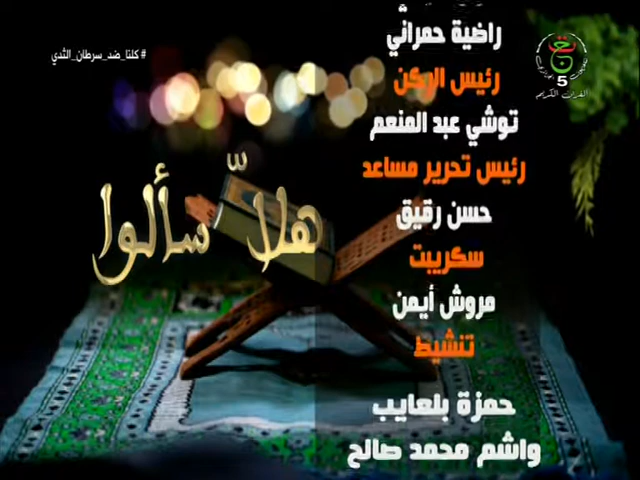 # كلنا_ضد_سرطان_الثدي
5
القرآن الكريم
هلاّ سألوا
راضية حمراني
رئيس الركن
توشي عبد المنعم
رئيس تحرير مساعد
حسن رقيق
سكريبت
مروش أيمن
تنشيط
حمزة بلعايب
واشم محمد صالح